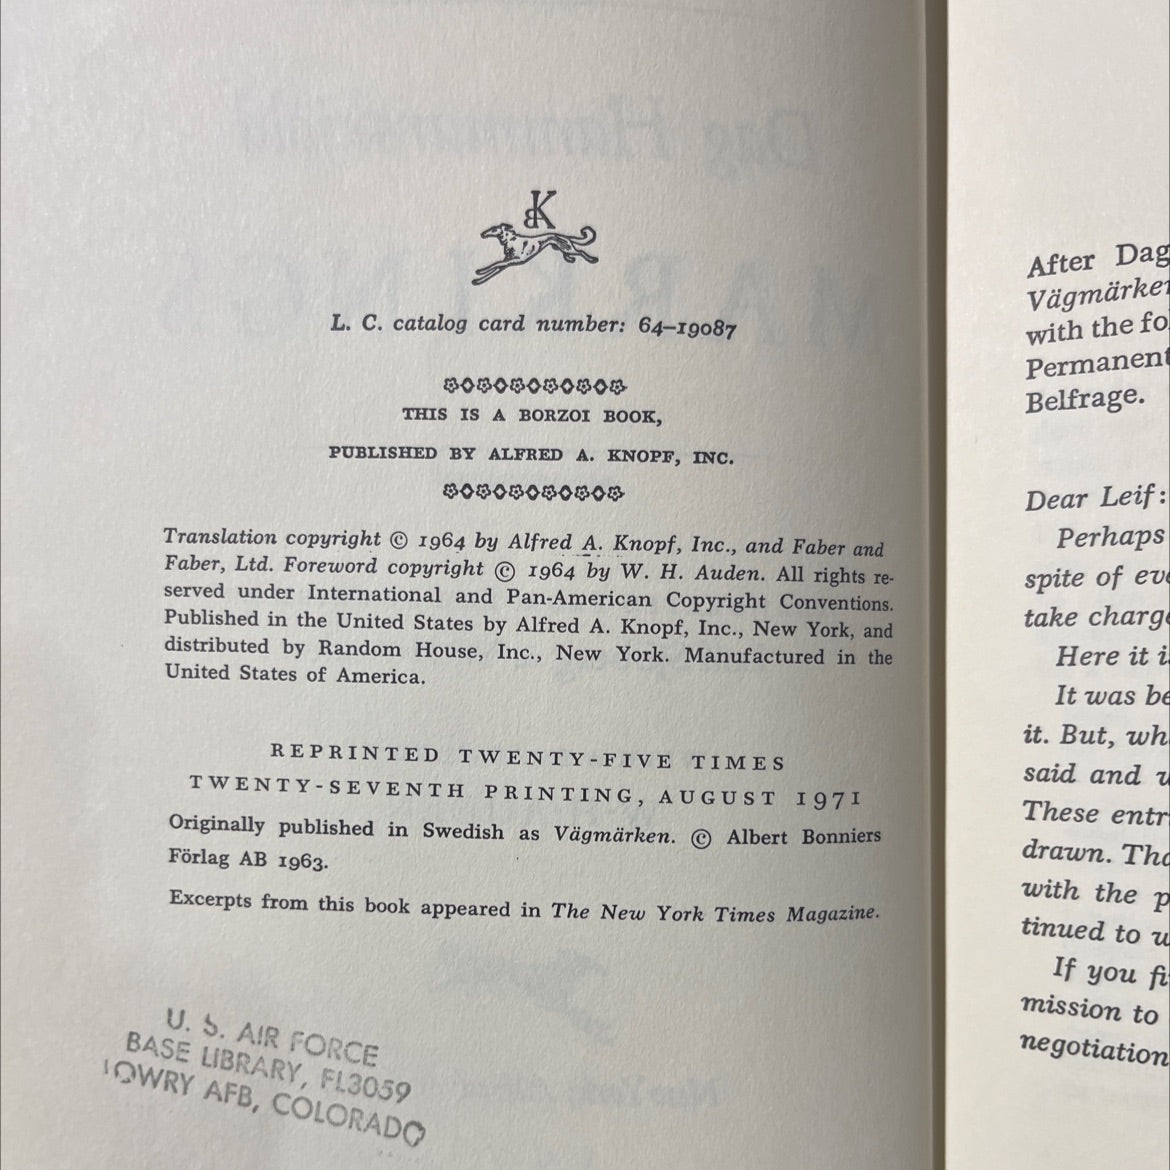 BK
L. C. catalog card number: 64–19087
THIS IS A BORZOI BOOK,
PUBLISHED BY ALFRED A. KNOPF, INC.
Translation copyright © 1964 by Alfred A. Knopf, Inc., and Faber and
Faber, Ltd. Foreword copyright © 1964 by W. H. Auden. All rights re-
served under International and Pan-American Copyright Conventions.
Published in the United States by Alfred A. Knopf, Inc., New York, and
distributed by Random House, Inc., New York. Manufactured in the
United States of America.
REPRINTED TWENTY-FIVE TIMES
TWENTY-SEVENTH PRINTING, AUGUST 1971
Originally published in Swedish as Vägmärken. © Albert Bonniers
Förlag AB 1963.
Excerpts from this book appeared in The New York Times Magazine.
U. S. AIR FORCE
BASE LIBRARY, FL3059
LOWRY AFB, COLORADO
After Dag
Vägmärken
with the fo
Permanent
Belfrage.
Dear Leif:
Perhaps
spite of eve
take charge
Here it i
It was be
it. But, wh
said and
These entr
drawn. Tha
with the p
tinued to w
If you fi
mission to
negotiation